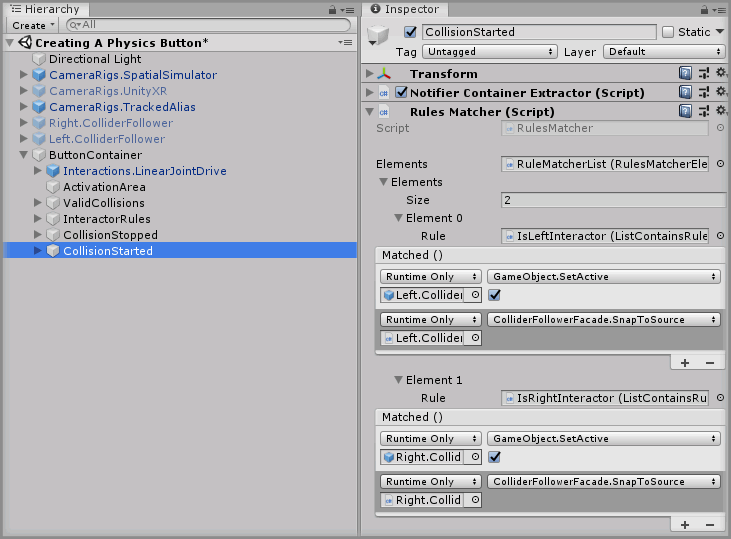 Hierarchy
Create
All
Creating A Physics Button*
Directional Light
CameraRigs.SpatialSimulator
CameraRigs.UnityXR
CameraRigs.TrackedAlias
Right.ColliderFollower
Left.ColliderFollower
ButtonContainer
Interactions.LinearJointDrive
ActivationArea
ValidCollisions
InteractorRules
CollisionStopped
CollisionStarted
Inspector
CollisionStarted Static
Tag Untagged Layer Default
Transform
Notifier Container Extractor (Script)
Rules Matcher (Script)
Script RulesMatcher
Elements RuleMatcherList (RulesMatcherEle
Elements
Size 2
Element 0
Rule IsLeftInteractor (ListContainsRule
Matched ()
Runtime Only GameObject.SetActive
Left.Collider
Runtime Only ColliderFollowerFacade.SnapToSource
Left.Collider
+ −
Element 1
Rule IsRightInteractor (ListContainsRu
Matched ()
Runtime Only GameObject.SetActive
Right.Collid
Runtime Only ColliderFollowerFacade.SnapToSource
Right.Collid
+ −